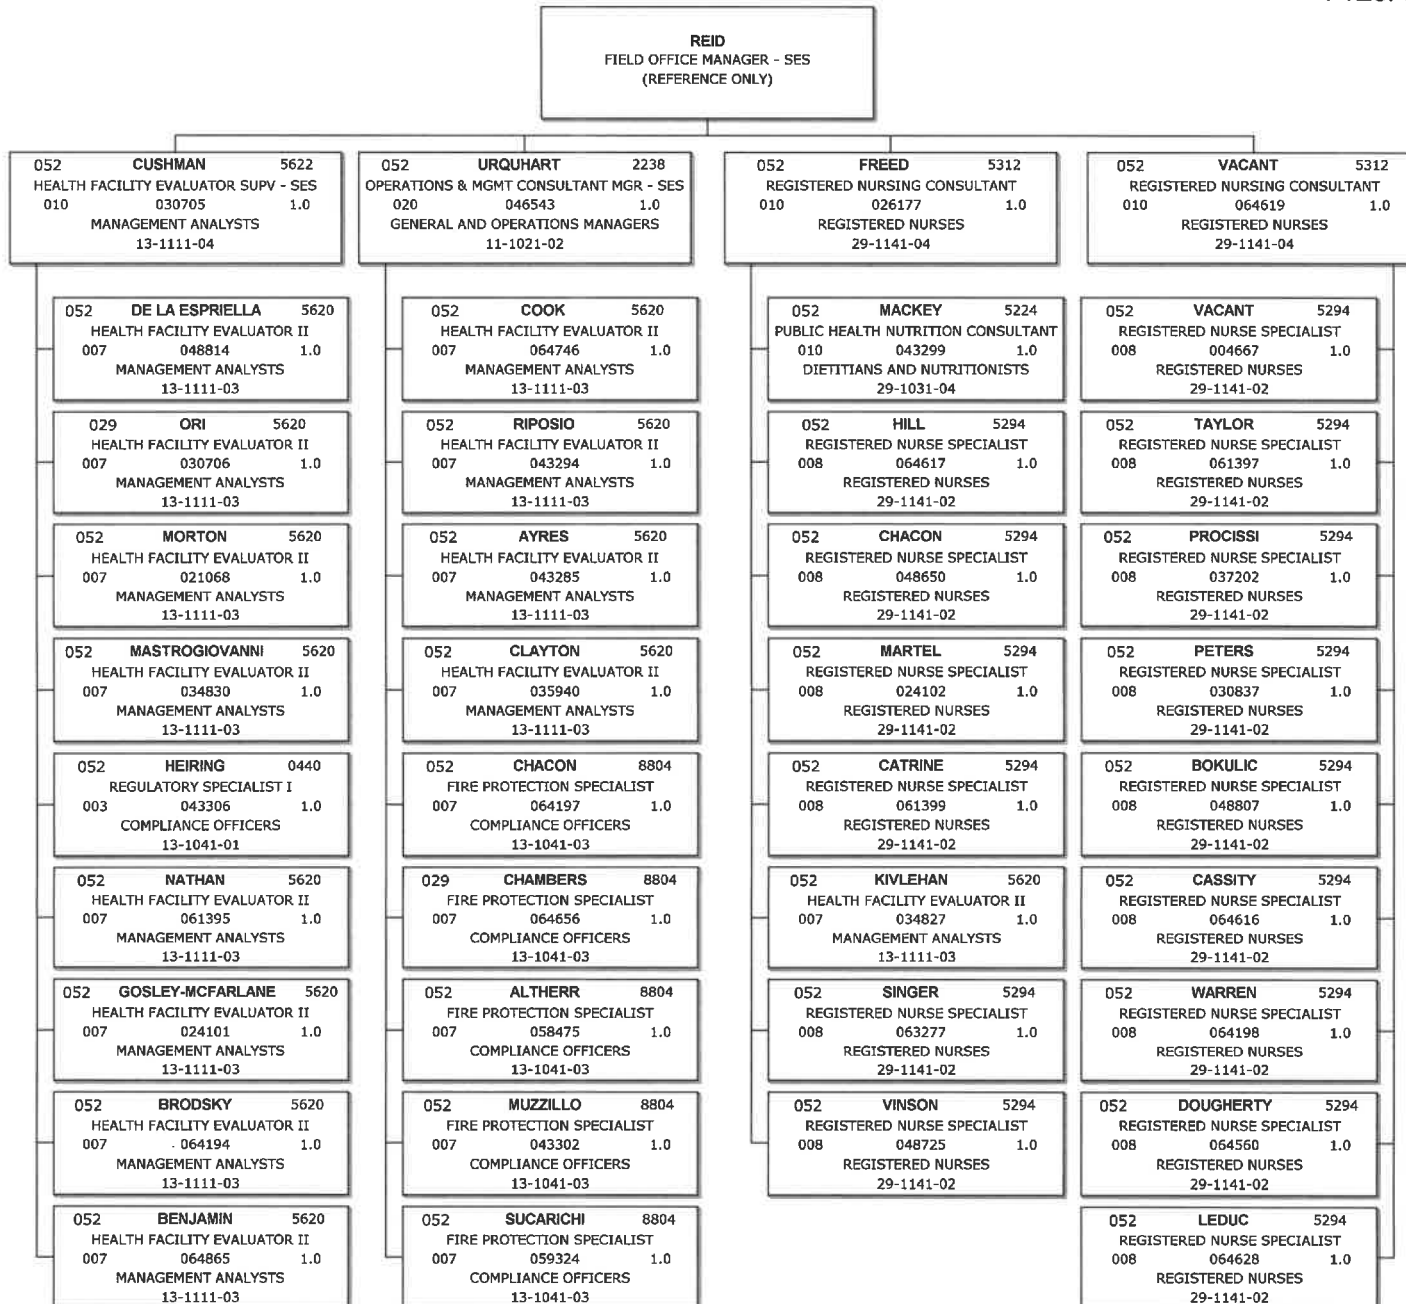 REID
FIELD OFFICE MANAGER - SES
(REFERENCE ONLY)
052 CUSHMAN 5622
HEALTH FACILITY EVALUATOR SUPV - SES
010 030705 1.0
MANAGEMENT ANALYSTS
13-1111-04
052 URQUHART 2238
OPERATIONS & MGMT CONSULTANT MGR - SES
020 046543 1.0
GENERAL AND OPERATIONS MANAGERS
11-1021-02
052 FREED 5312
REGISTERED NURSING CONSULTANT
010 026177 1.0
REGISTERED NURSES
29-1141-04
052 VACANT 5312
REGISTERED NURSING CONSULTANT
010 064619 1.0
REGISTERED NURSES
29-1141-04
052 DE LA ESPRIELLA 5620
HEALTH FACILITY EVALUATOR II
007 048814 1.0
MANAGEMENT ANALYSTS
13-1111-03
029 ORI 5620
HEALTH FACILITY EVALUATOR II
007 030706 1.0
MANAGEMENT ANALYSTS
13-1111-03
052 MORTON 5620
HEALTH FACILITY EVALUATOR II
007 021068 1.0
MANAGEMENT ANALYSTS
13-1111-03
052 MASTROGIOVANNI 5620
HEALTH FACILITY EVALUATOR II
007 034830 1.0
MANAGEMENT ANALYSTS
13-1111-03
052 HEIRING 0440
REGULATORY SPECIALIST I
003 043306 1.0
COMPLIANCE OFFICERS
13-1041-01
052 NATHAN 5620
HEALTH FACILITY EVALUATOR II
007 061395 1.0
MANAGEMENT ANALYSTS
13-1111-03
052 GOSLEY-MCFARLANE 5620
HEALTH FACILITY EVALUATOR II
007 024101 1.0
MANAGEMENT ANALYSTS
13-1111-03
052 BRODSKY 5620
HEALTH FACILITY EVALUATOR II
007 064194 1.0
MANAGEMENT ANALYSTS
13-1111-03
052 BENJAMIN 5620
HEALTH FACILITY EVALUATOR II
007 064865 1.0
MANAGEMENT ANALYSTS
13-1111-03
052 COOK 5620
HEALTH FACILITY EVALUATOR II
007 064746 1.0
MANAGEMENT ANALYSTS
13-1111-03
052 RIPOSIO 5620
HEALTH FACILITY EVALUATOR II
007 043294 1.0
MANAGEMENT ANALYSTS
13-1111-03
052 AYRES 5620
HEALTH FACILITY EVALUATOR II
007 043285 1.0
MANAGEMENT ANALYSTS
13-1111-03
052 CLAYTON 5620
HEALTH FACILITY EVALUATOR II
007 035940 1.0
MANAGEMENT ANALYSTS
13-1111-03
052 CHACON 8804
FIRE PROTECTION SPECIALIST
007 064197 1.0
COMPLIANCE OFFICERS
13-1041-03
029 CHAMBERS 8804
FIRE PROTECTION SPECIALIST
007 064656 1.0
COMPLIANCE OFFICERS
13-1041-03
052 ALTHERR 8804
FIRE PROTECTION SPECIALIST
007 058475 1.0
COMPLIANCE OFFICERS
13-1041-03
052 MUZZILLO 8804
FIRE PROTECTION SPECIALIST
007 043302 1.0
COMPLIANCE OFFICERS
13-1041-03
052 SUCARICHI 8804
FIRE PROTECTION SPECIALIST
007 059324 1.0
COMPLIANCE OFFICERS
13-1041-03
052 MACKEY 5224
PUBLIC HEALTH NUTRITION CONSULTANT
010 043299 1.0
DIETITIANS AND NUTRITIONISTS
29-1031-04
052 HILL 5294
REGISTERED NURSE SPECIALIST
008 064617 1.0
REGISTERED NURSES
29-1141-02
052 CHACON 5294
REGISTERED NURSE SPECIALIST
008 048650 1.0
REGISTERED NURSES
29-1141-02
052 MARTEL 5294
REGISTERED NURSE SPECIALIST
008 024102 1.0
REGISTERED NURSES
29-1141-02
052 CATRINE 5294
REGISTERED NURSE SPECIALIST
008 061399 1.0
REGISTERED NURSES
29-1141-02
052 KIVLEHAN 5620
HEALTH FACILITY EVALUATOR II
007 034827 1.0
MANAGEMENT ANALYSTS
13-1111-03
052 SINGER 5294
REGISTERED NURSE SPECIALIST
008 063277 1.0
REGISTERED NURSES
29-1141-02
052 VINSON 5294
REGISTERED NURSE SPECIALIST
008 048725 1.0
REGISTERED NURSES
29-1141-02
052 VACANT 5294
REGISTERED NURSE SPECIALIST
008 004667 1.0
REGISTERED NURSES
29-1141-02
052 TAYLOR 5294
REGISTERED NURSE SPECIALIST
008 061397 1.0
REGISTERED NURSES
29-1141-02
052 PROCISSI 5294
REGISTERED NURSE SPECIALIST
008 037202 1.0
REGISTERED NURSES
29-1141-02
052 PETERS 5294
REGISTERED NURSE SPECIALIST
008 030837 1.0
REGISTERED NURSES
29-1141-02
052 BOKULIC 5294
REGISTERED NURSE SPECIALIST
008 048807 1.0
REGISTERED NURSES
29-1141-02
052 CASSITY 5294
REGISTERED NURSE SPECIALIST
008 064616 1.0
REGISTERED NURSES
29-1141-02
052 WARREN 5294
REGISTERED NURSE SPECIALIST
008 064198 1.0
REGISTERED NURSES
29-1141-02
052 DOUGHERTY 5294
REGISTERED NURSE SPECIALIST
008 064560 1.0
REGISTERED NURSES
29-1141-02
052 LEDUC 5294
REGISTERED NURSE SPECIALIST
008 064628 1.0
REGISTERED NURSES
29-1141-02